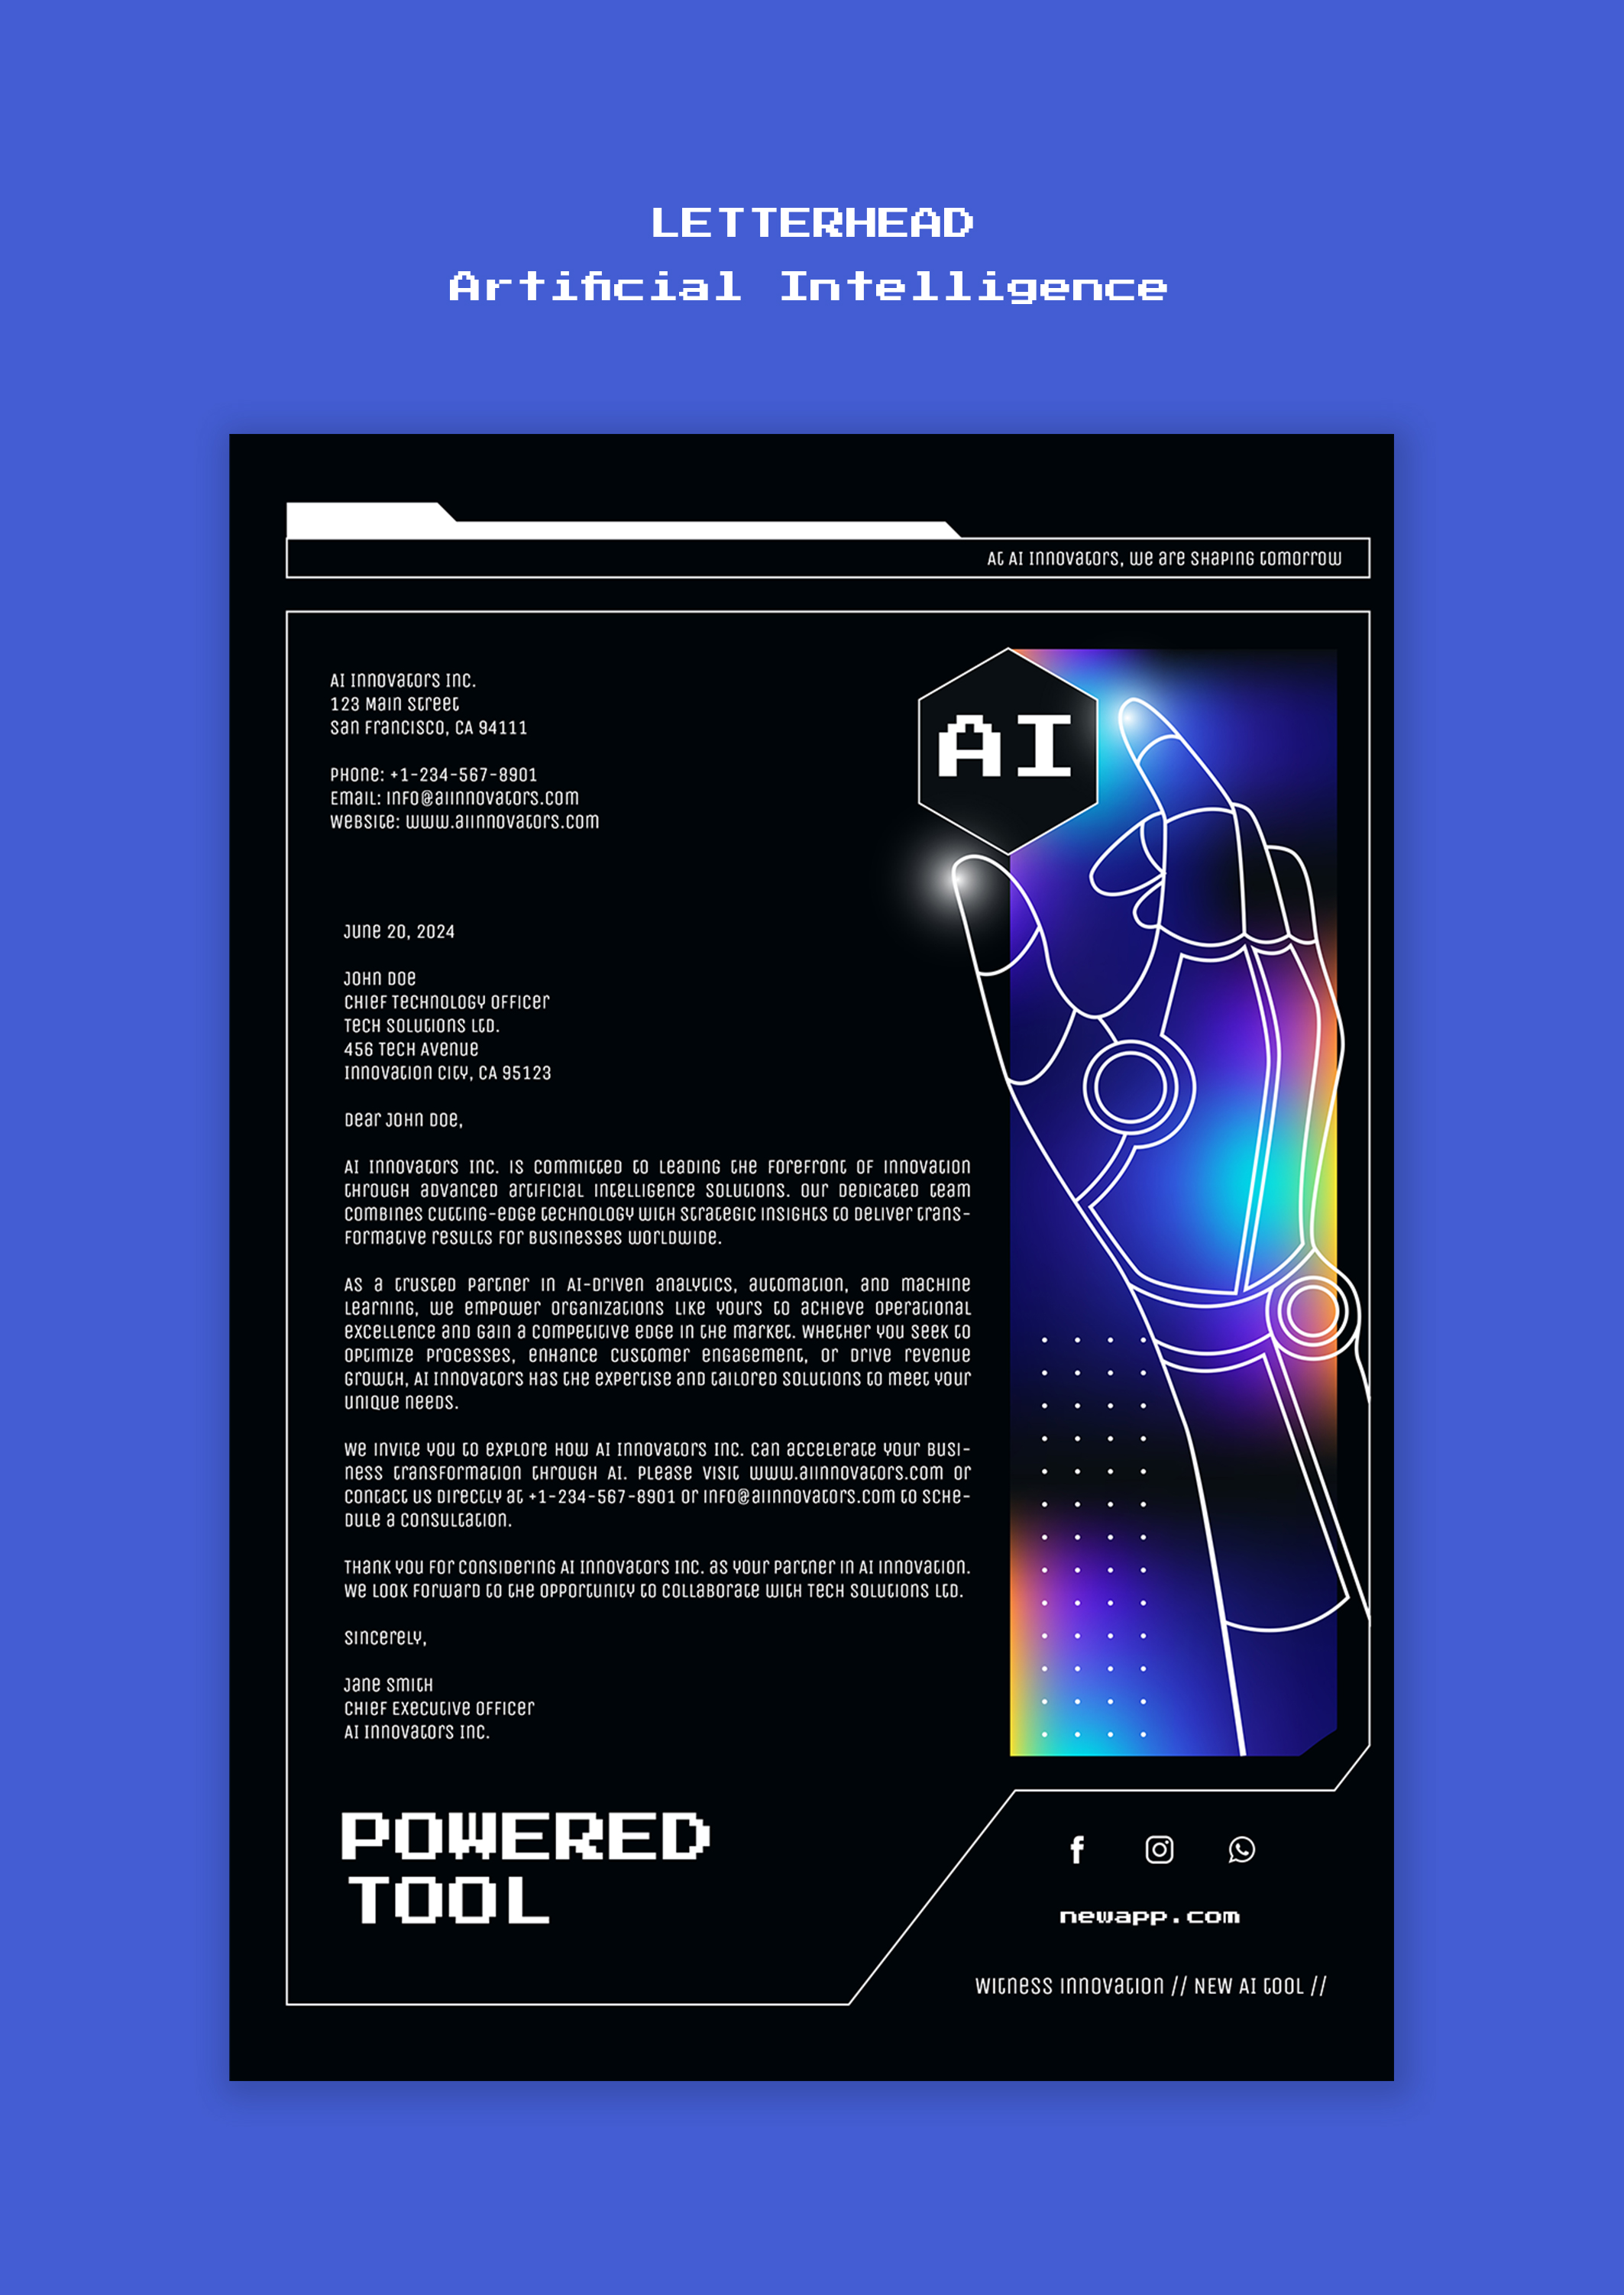 LETTERHEAD
Artificial Intelligence
At AI Innovators, we are shaping tomorrow
AI Innovators Inc.
123 Main Street
San Francisco, CA 94111
Phone: +1-234-567-8901
Email: info@aiinnovators.com
Website: www.aiinnovators.com
AI
June 20, 2024
John Doe
Chief Technology Officer
Tech Solutions Ltd.
456 Tech Avenue
Innovation City, CA 95123
Dear John Doe,
AI Innovators Inc. is committed to leading the forefront of innovation
through advanced artificial intelligence solutions. Our dedicated team
combines cutting-edge technology with strategic insights to deliver trans-
formative results for businesses worldwide.
As a trusted partner in AI-driven analytics, automation, and machine
learning, we empower organizations like yours to achieve operational
excellence and gain a competitive edge in the market. Whether you seek to
optimize processes, enhance customer engagement, or drive revenue
growth, AI Innovators has the expertise and tailored solutions to meet your
unique needs.
We invite you to explore how AI Innovators Inc. can accelerate your busi-
ness transformation through AI. Please visit www.aiinnovators.com or
contact us directly at +1-234-567-8901 or info@aiinnovators.com to sche-
dule a consultation.
Thank you for considering AI Innovators Inc. as your partner in AI innovation.
We look forward to the opportunity to collaborate with Tech Solutions Ltd.
Sincerely,
Jane Smith
Chief Executive Officer
AI Innovators Inc.
POWERED
TOOL
newapp.com
Witness Innovation // NEW AI TOOL //